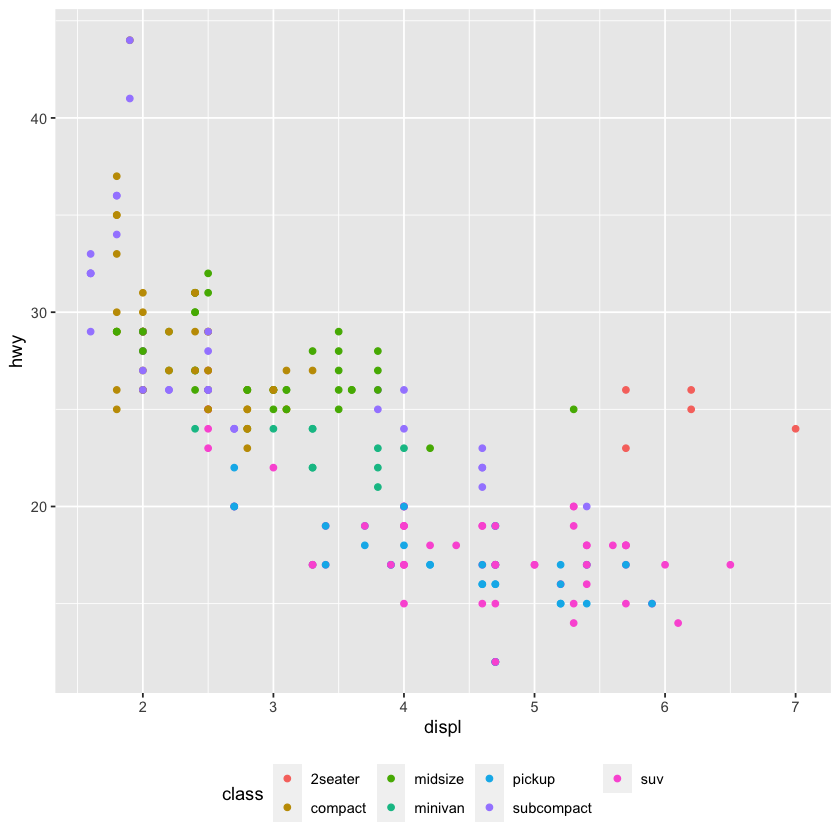 40
30
20
hwy
2 3 4 5 6 7
displ
class
2seater midsize pickup suv
compact minivan subcompact